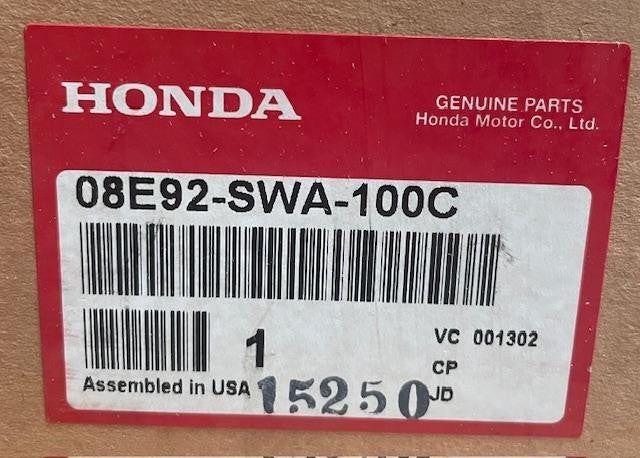 HONDA
GENUINE PARTS
Honda Motor Co., Ltd.
08E92-SWA-100C
1
VC 001302
CP
JD
Assembled in USA
15250